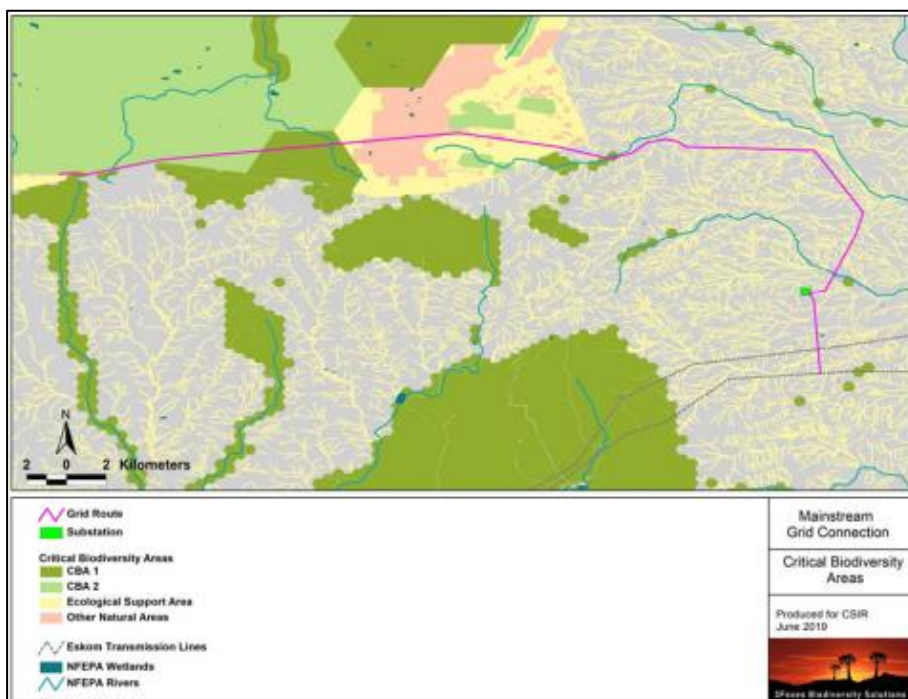 N
2 0 2 Kilometers
Grid Route
Substation
Critical Biodiversity Areas
CBA 1
CBA 2
Ecological Support Area
Other Natural Areas
Eskom Transmission Lines
NFEPA Wetlands
NFEPA Rivers
Mainstream
Grid Connection
Critical Biodiversity
Areas
Produced for CSIR
June 2019
Biodiversity Solutions